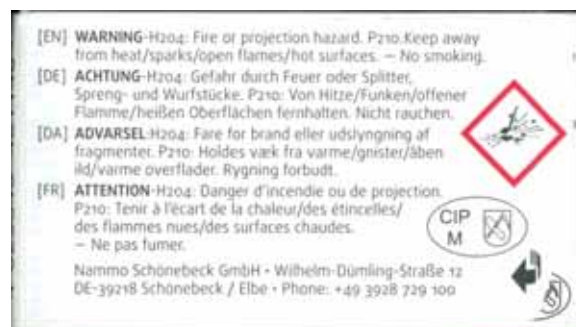 [EN] WARNING-H204: Fire or projection hazard. P210.Keep away
from heat/sparks/open flames/hot surfaces. – No smoking.
[DE] ACHTUNG-H204: Gefahr durch Feuer oder Splitter,
Spreng- und Wurfstücke. P210: Von Hitze/Funken/offener
Flamme/heißen Oberflächen fernhalten. Nicht rauchen.
[DA] ADVARSEL-H204: Fare for brand eller udslyngning af
fragmenter. P210: Holdes væk fra varme/gnister/åben
ild/varme overflader. Rygning forbudt.
[FR] ATTENTION-H204: Danger d'incendie ou de projection.
P210: Tenir à l'écart de la chaleur/des étincelles/
des flammes nues/des surfaces chaudes.
– Ne pas fumer.
CIP
M
Nammo Schönebeck GmbH • Wilhelm-Dümling-Straße 12
DE-39218 Schönebeck / Elbe • Phone: +49 3928 729 100